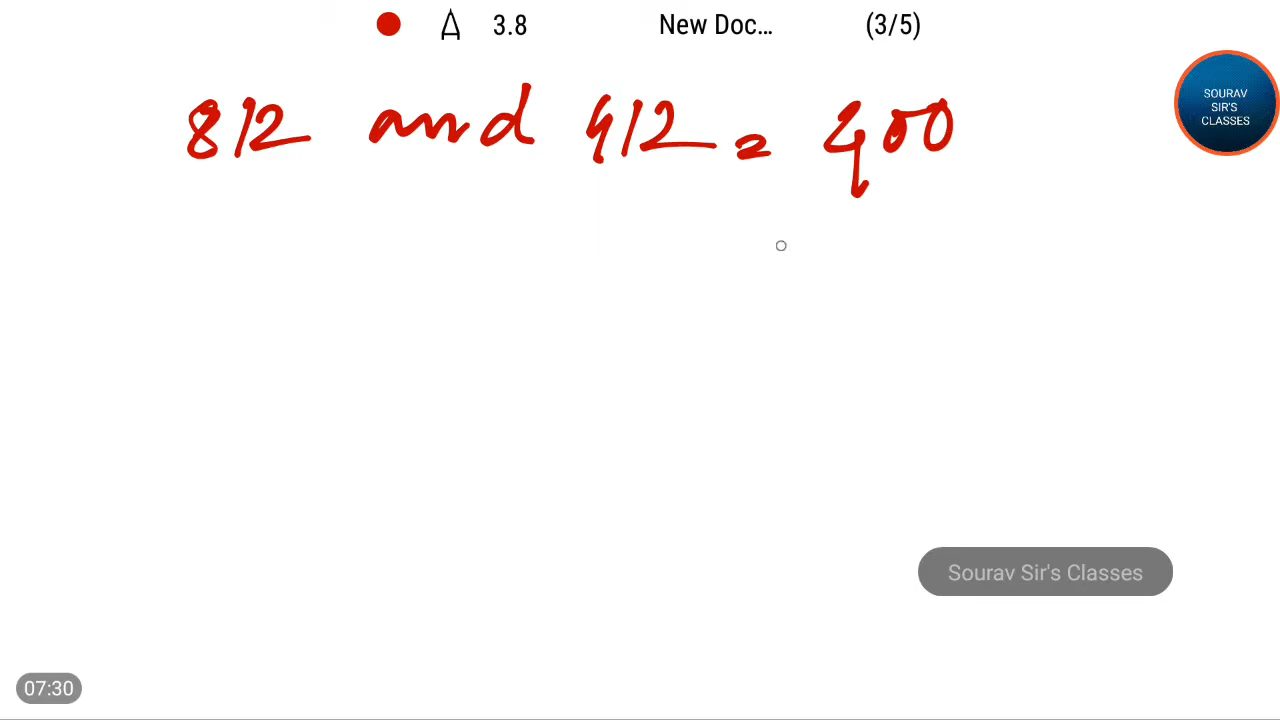 3.8 New Doc... (3/5)
812 and 412 = 400
SOURAV
SIR'S
CLASSES
Sourav Sir's Classes
07:30